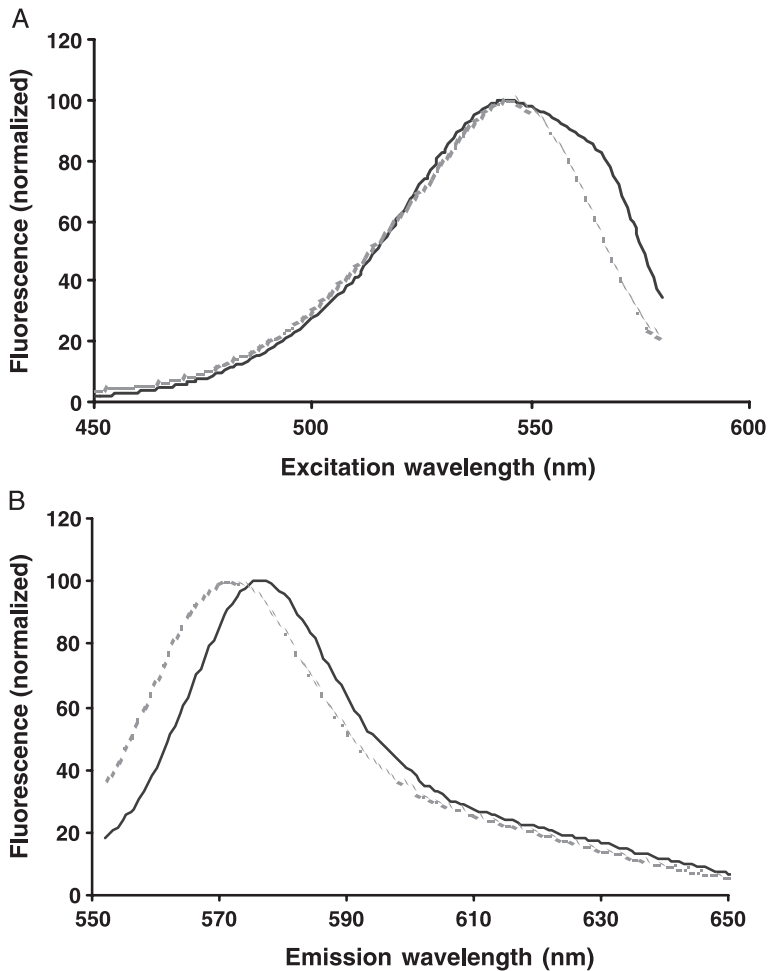 A
120
100
80
60
40
20
0
Fluorescence (normalized)
450 500 550 600
Excitation wavelength (nm)
B
120
100
80
60
40
20
0
Fluorescence (normalized)
550 570 590 610 630 650
Emission wavelength (nm)